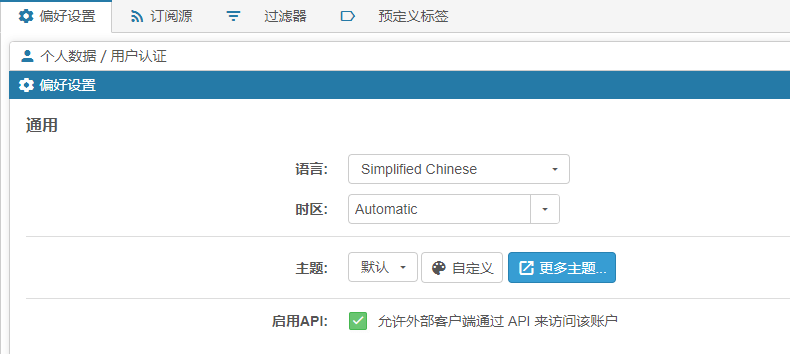 偏好设置 订阅源 过滤器 预定义标签
个人数据 / 用户认证
偏好设置
通用
语言: Simplified Chinese
时区: Automatic
主题: 默认 自定义 更多主题...
启用API: 允许外部客户端通过 API 来访问该账户